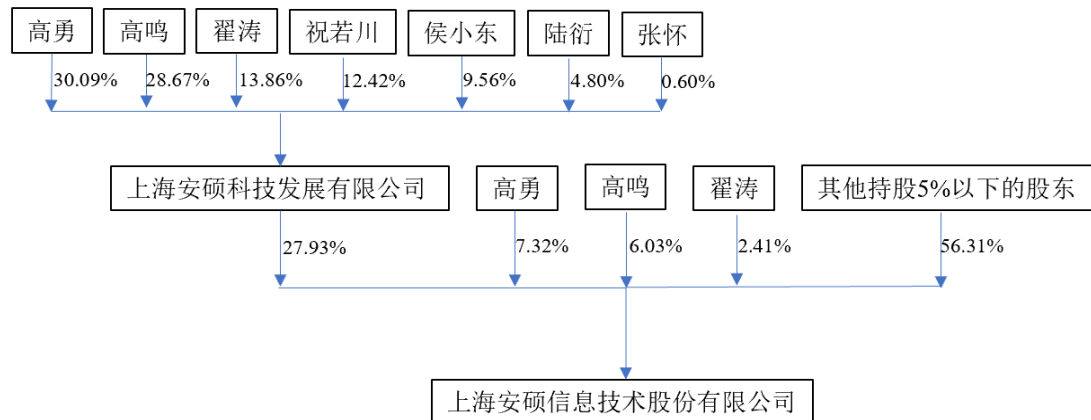 高勇 高鸣 翟涛 祝若川 侯小东 陆衍 张怀
30.09% 28.67% 13.86% 12.42% 9.56% 4.80% 0.60%
上海安硕科技发展有限公司 高勇 高鸣 翟涛 其他持股5%以下的股东
27.93% 7.32% 6.03% 2.41% 56.31%
上海安硕信息技术股份有限公司